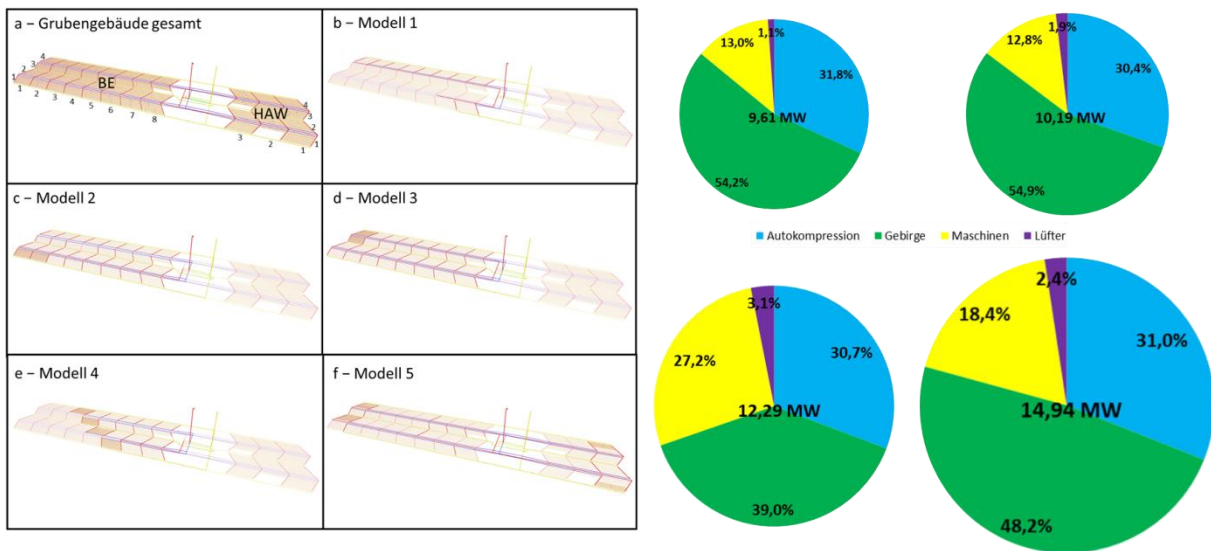 a – Grubengebäude gesamt
4
3
2
1
1
2
3
4
5
6
7
8
BE
HAW
4
3
2
1
3
2
1
b – Modell 1
c – Modell 2
d – Modell 3
e – Modell 4
f – Modell 5
1,1%
13,0%
31,8%
9,61 MW
54,2%
1,9%
12,8%
30,4%
10,19 MW
54,9%
Autokompression Gebirge Maschinen Lüfter
3,1%
27,2%
30,7%
12,29 MW
39,0%
2,4%
18,4%
31,0%
14,94 MW
48,2%